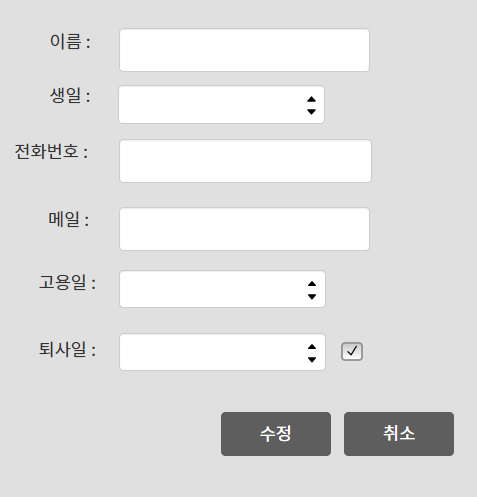 이름 :
생일 :
전화번호 :
메일 :
고용일 :
퇴사일 :
수정 취소